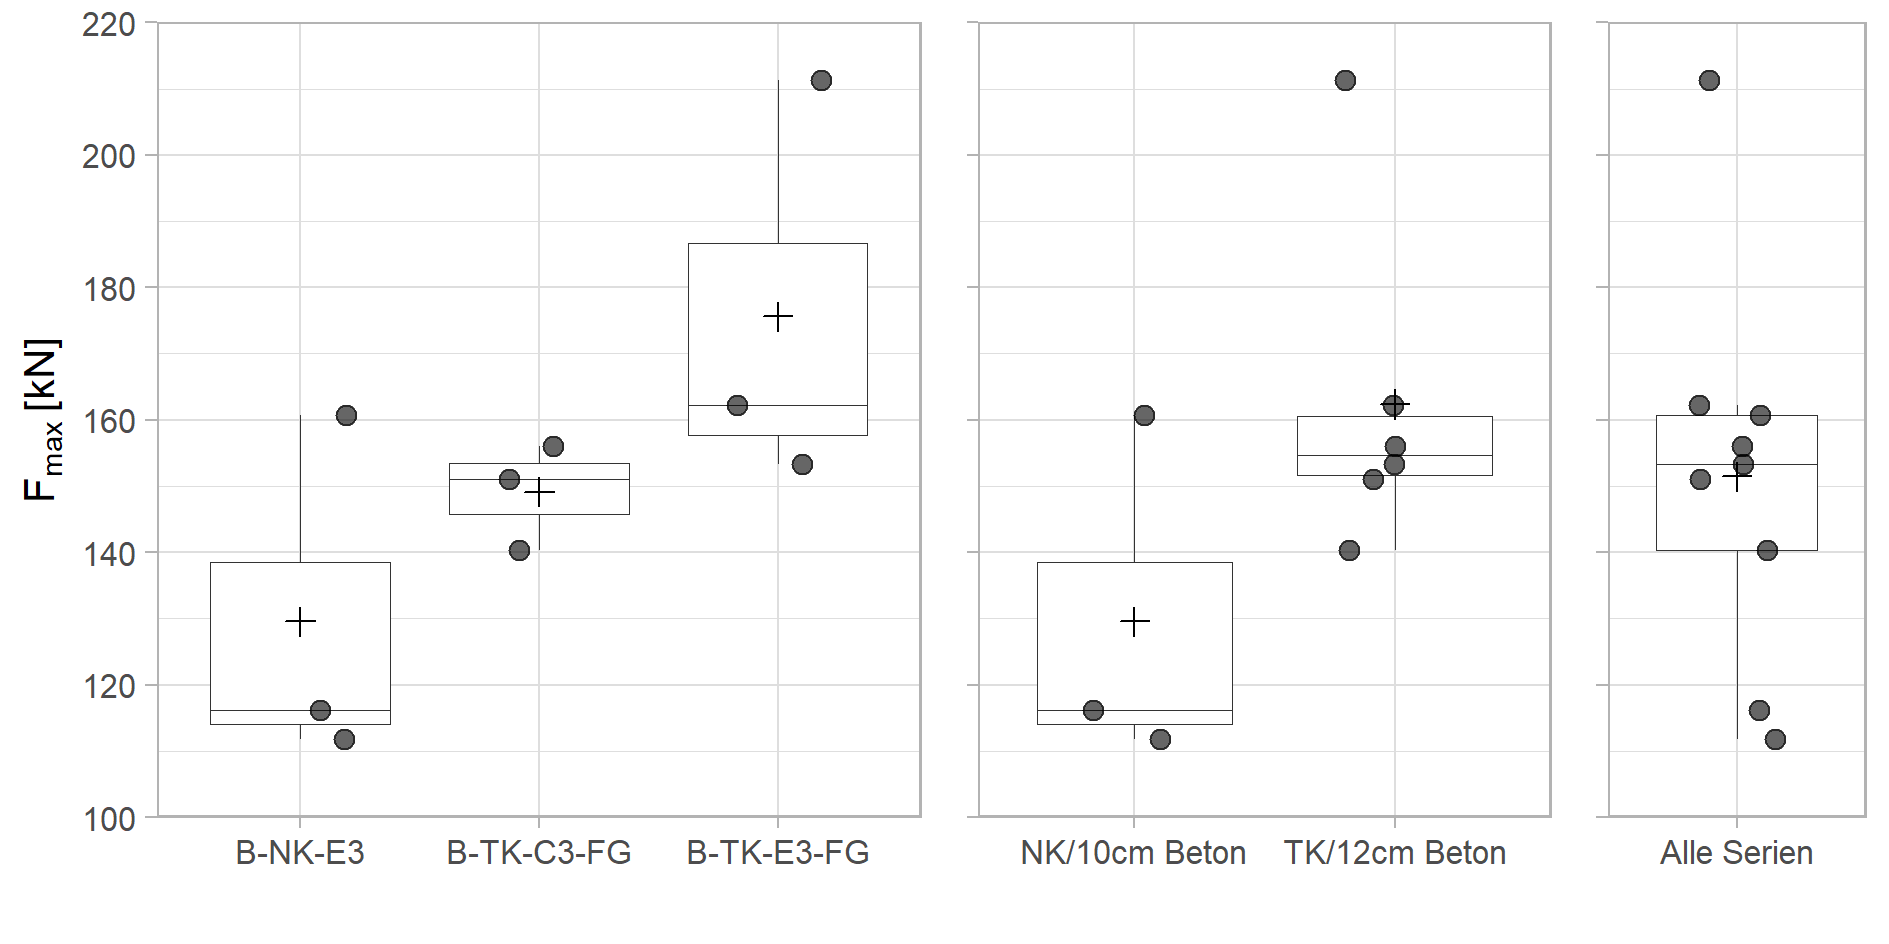 220
200
180
160
140
120
100
Fmax [kN]
B-NK-E3
B-TK-C3-FG
B-TK-E3-FG
NK/10cm Beton
TK/12cm Beton
Alle Serien